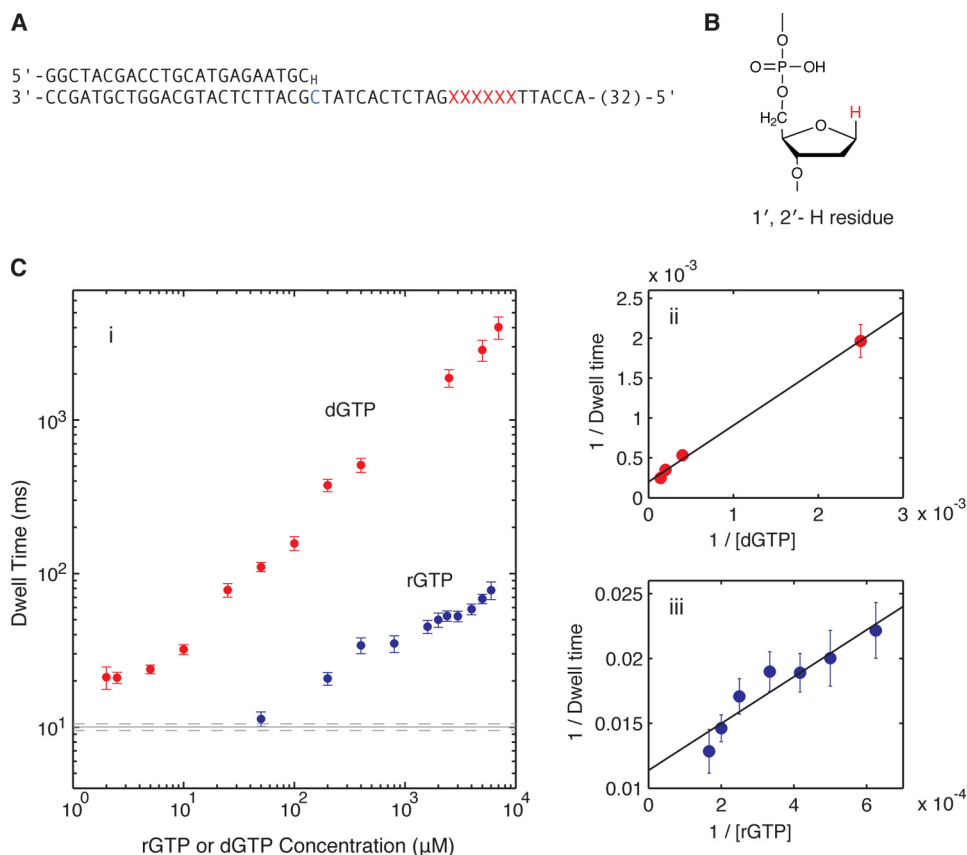 A
5'-GGCTACGACCTGCATGAGAATGCH
3'-CCGATGCTGGACGTACTCTTACGCTATCACTCTAGXXXXXXTTACCA-(32)-5'
B
O
O=P-OH
O
H2C
H
O
O
1', 2'- H residue
C
i
dGTP
rGTP
Dwell Time (ms)
10^3
10^2
10^1
10^0 10^1 10^2 10^3 10^4
rGTP or dGTP Concentration (μM)
x 10^-3
ii
1 / Dwell time
2.5
2
1.5
1
0.5
0
0 1 2 3 x 10^-3
1 / [dGTP]
iii
1 / Dwell time
0.025
0.02
0.015
0.01
0 2 4 6 x 10^-4
1 / [rGTP]